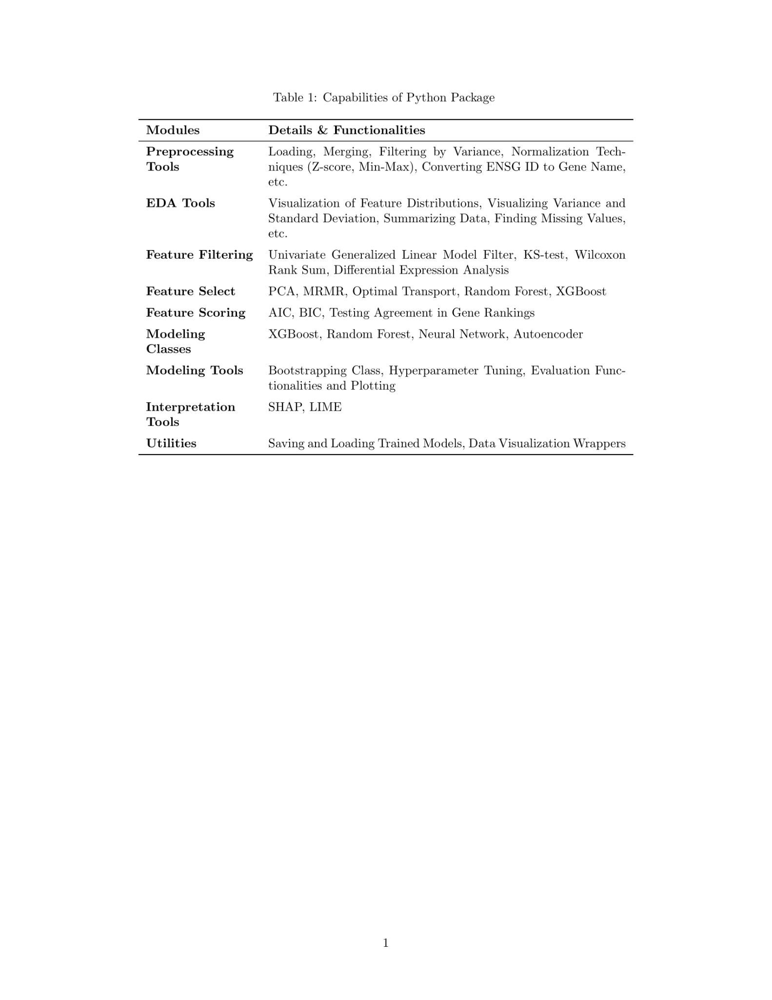 Table 1: Capabilities of Python Package
Modules Details & Functionalities
Preprocessing Loading, Merging, Filtering by Variance, Normalization Tech-
Tools niques (Z-score, Min-Max), Converting ENSG ID to Gene Name,
etc.
EDA Tools Visualization of Feature Distributions, Visualizing Variance and
Standard Deviation, Summarizing Data, Finding Missing Values,
etc.
Feature Filtering Univariate Generalized Linear Model Filter, KS-test, Wilcoxon
Rank Sum, Differential Expression Analysis
Feature Select PCA, MRMR, Optimal Transport, Random Forest, XGBoost
Feature Scoring AIC, BIC, Testing Agreement in Gene Rankings
Modeling XGBoost, Random Forest, Neural Network, Autoencoder
Classes
Modeling Tools Bootstrapping Class, Hyperparameter Tuning, Evaluation Func-
tionalities and Plotting
Interpretation SHAP, LIME
Tools
Utilities Saving and Loading Trained Models, Data Visualization Wrappers
1